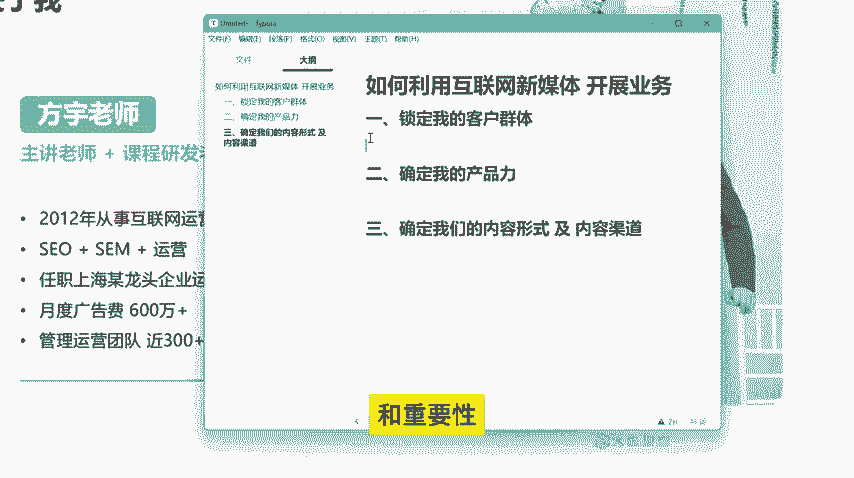 了我
方宇老师
主讲老师 + 课程研发
2012年从事互联网运营
SEO + SEM + 运营
任职上海某龙头企业运
月度广告费 600万+
管理运营团队 近300+
Untitled - Typora
文件(F) 编辑(E) 段落(P) 格式(O) 视图(V) 主题(T) 帮助(H)
文件 大纲
如何利用互联网新媒体 开展业务
一、锁定我的客户群体
二、确定我的产品力
三、确定我们的内容形式 及
内容渠道
如何利用互联网新媒体 开展业务
一、锁定我的客户群体
二、确定我的产品力
三、确定我们的内容形式 及 内容渠道
和重要性